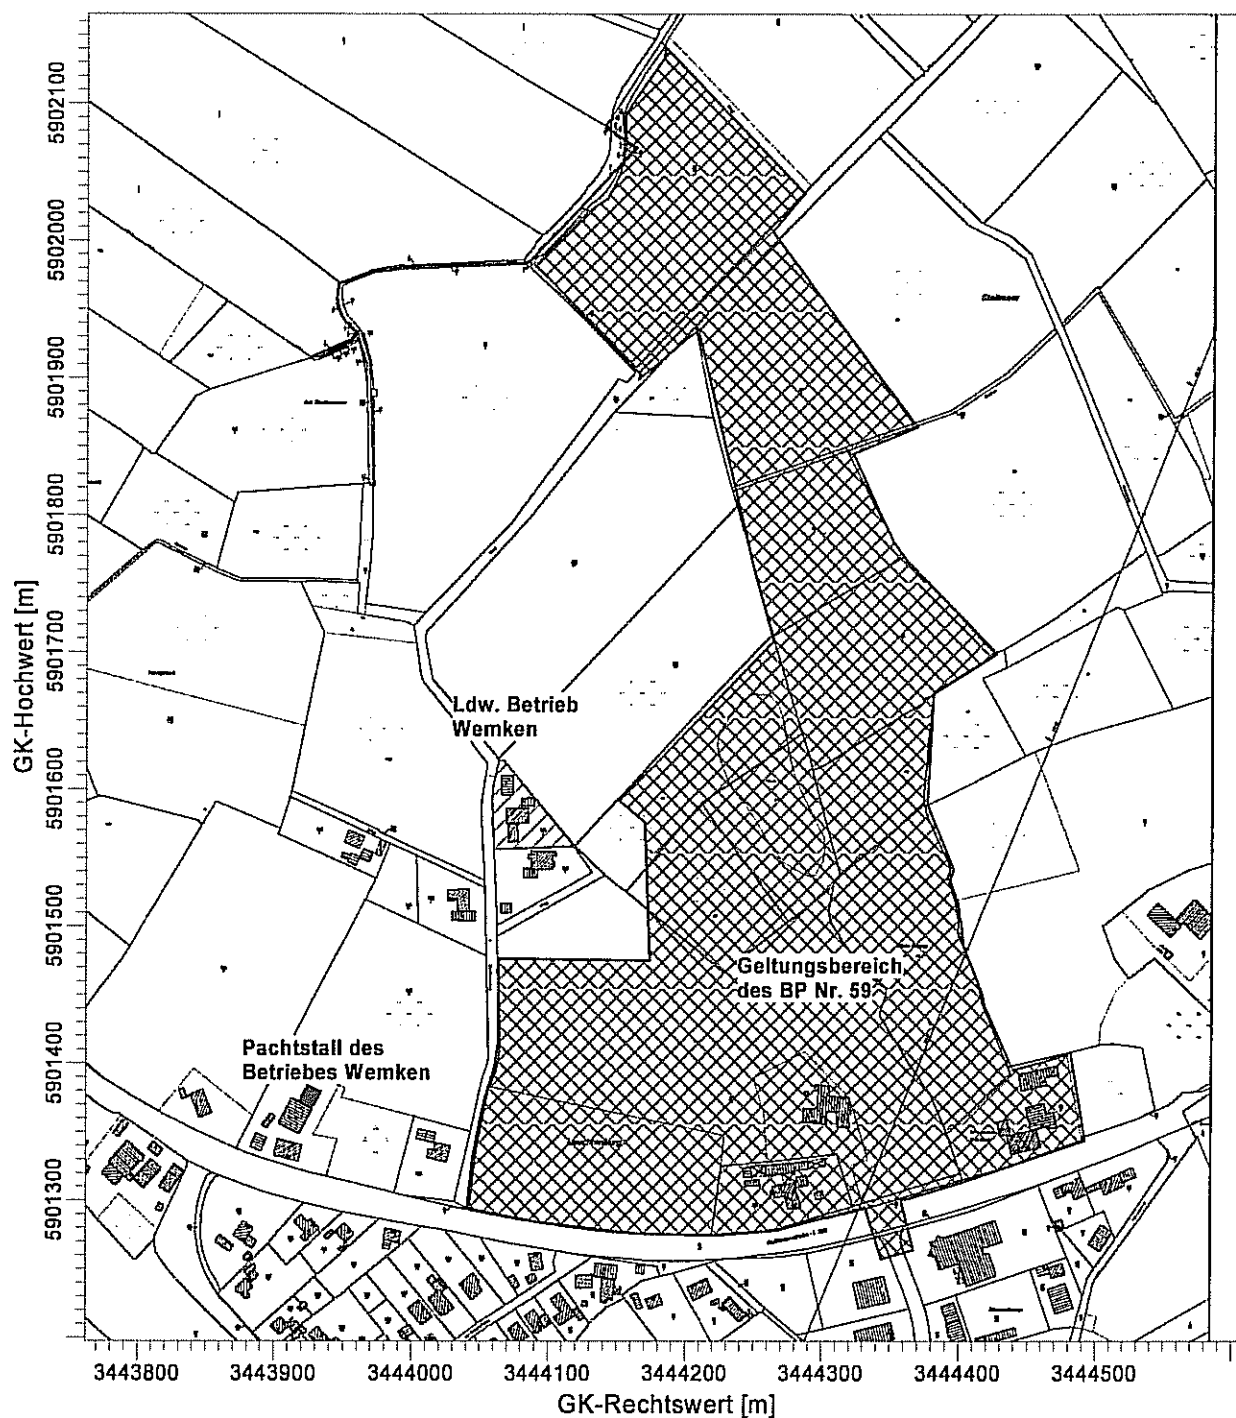 5902100
5902000
5901900
5901800
5901700
5901600
5901500
5901400
5901300
GK-Hochwert [m]
Ldw. Betrieb
Wemken
Geltungsbereich
des BP Nr. 59
Pachtstall des
Betriebes Wemken
3443800
3443900
3444000
3444100
3444200
3444300
3444400
3444500
GK-Rechtswert [m]